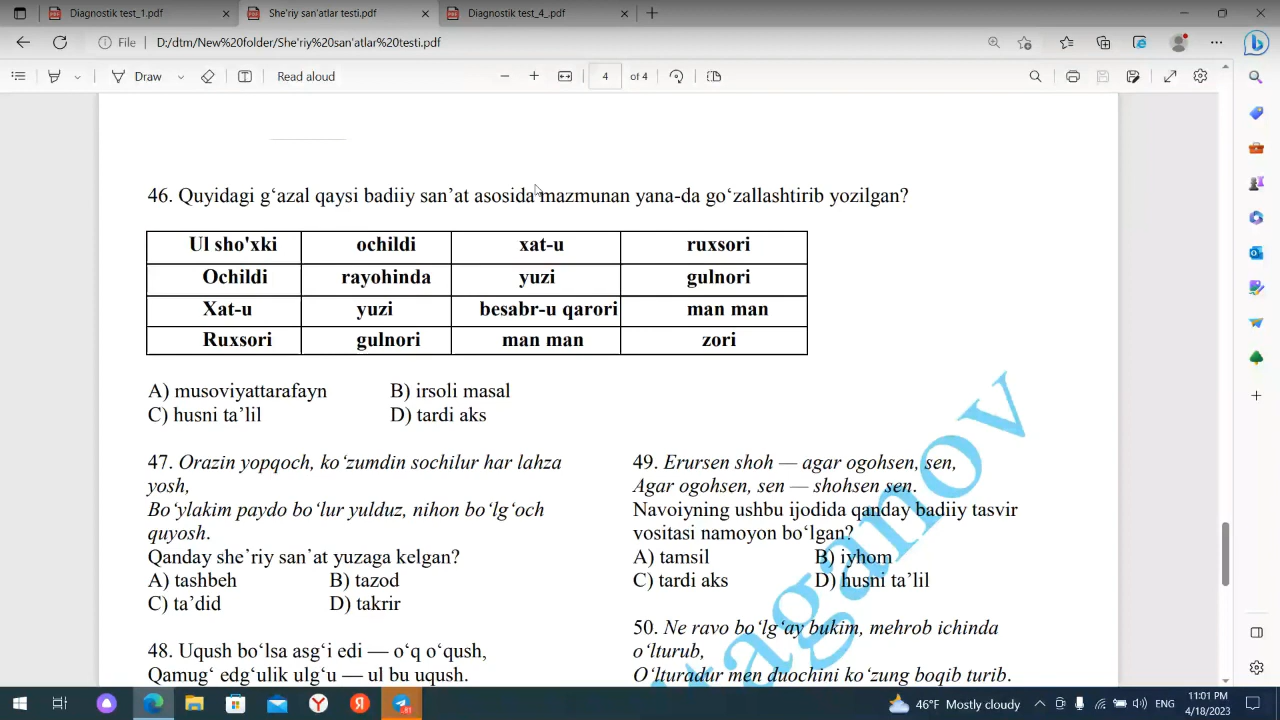 Diagnostik test_1.pdf
She'riy san'atlar testi.pdf
Diagnostik test_4_.pdf
File
D:/dtm/New%20folder/She'riy%20san'atlar%20testi.pdf
Draw
Read aloud
4
of 4
46. Quyidagi g‘azal qaysi badiiy san’at asosida mazmunan yana-da go‘zallashtirib yozilgan?
Ul sho'xki ochildi xat-u ruxsori
Ochildi rayohinda yuzi gulnori
Xat-u yuzi besabr-u qarori man man
Ruxsori gulnori man man zori
A) musoviyattarafayn B) irsoli masal
C) husni ta’lil D) tardi aks
47. Orazin yopqoch, ko‘zumdin sochilur har lahza
yosh,
Bo‘ylakim paydo bo‘lur yulduz, nihon bo‘lg‘och
quyosh.
Qanday she’riy san’at yuzaga kelgan?
A) tashbeh B) tazod
C) ta’did D) takrir
48. Uqush bo‘lsa asg‘i edi — o‘q o‘qush,
Qamug‘ edg‘ulik ulg‘u — ul bu uqush.
49. Erursen shoh — agar ogohsen, sen,
Agar ogohsen, sen — shohsen sen.
Navoiyning ushbu ijodida qanday badiiy tasvir
vositasi namoyon bo‘lgan?
A) tamsil B) iyhom
C) tardi aks D) husni ta’lil
50. Ne ravo bo‘lg‘ay bukim, mehrob ichinda
o‘lturub,
O‘lturadur men duochini ko‘zung boqib turib.
taganov
46°F Mostly cloudy
ENG
11:01 PM
4/18/2023